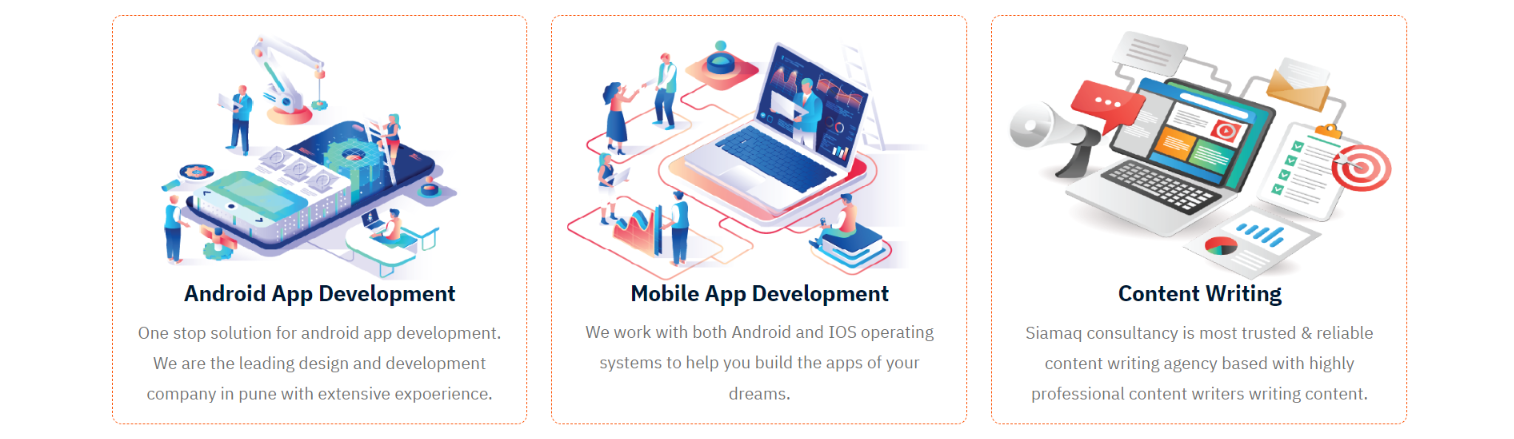 Android App Development
One stop solution for android app development.
We are the leading design and development
company in pune with extensive expoerience.
Mobile App Development
We work with both Android and IOS operating
systems to help you build the apps of your
dreams.
Content Writing
Siamaq consultancy is most trusted & reliable
content writing agency based with highly
professional content writers writing content.